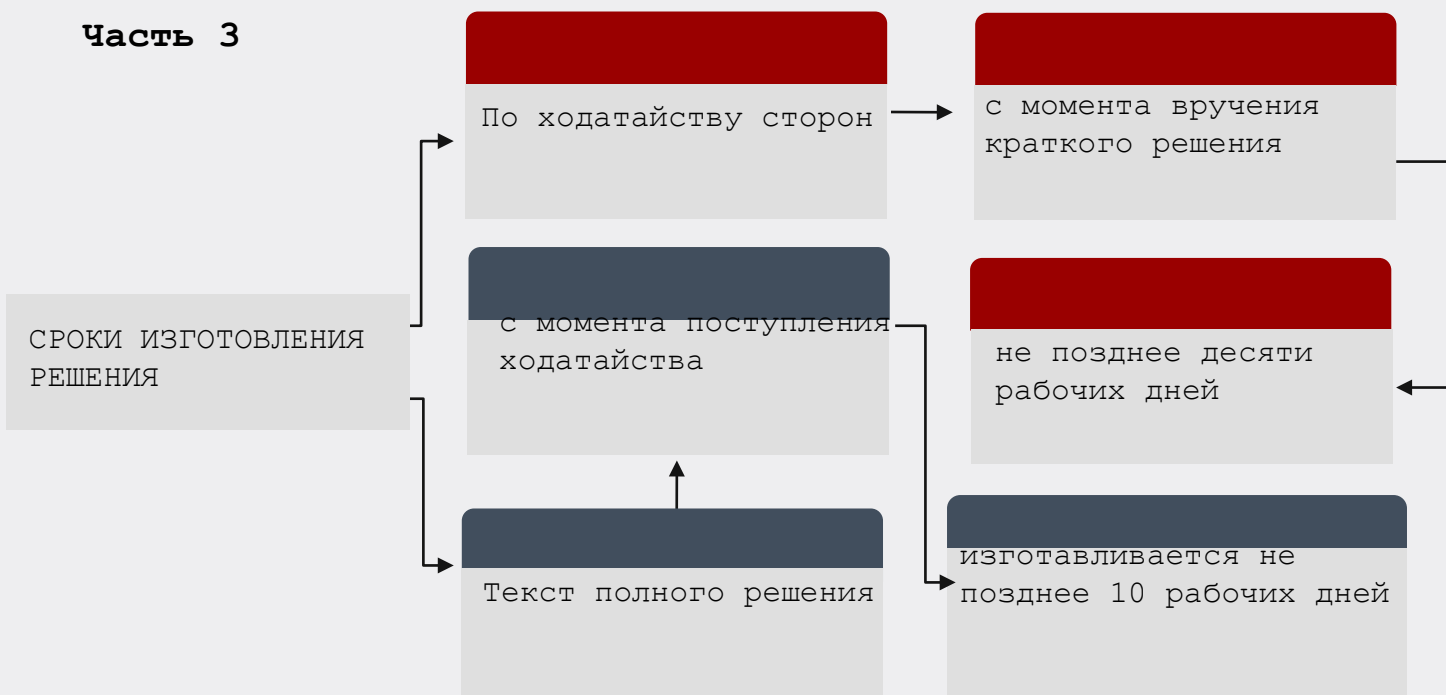 Часть 3
По ходатайству сторон
с момента вручения
краткого решения
СРОКИ ИЗГОТОВЛЕНИЯ
РЕШЕНИЯ
с момента поступления
ходатайства
не позднее десяти
рабочих дней
Текст полного решения
изготавливается не
позднее 10 рабочих дней